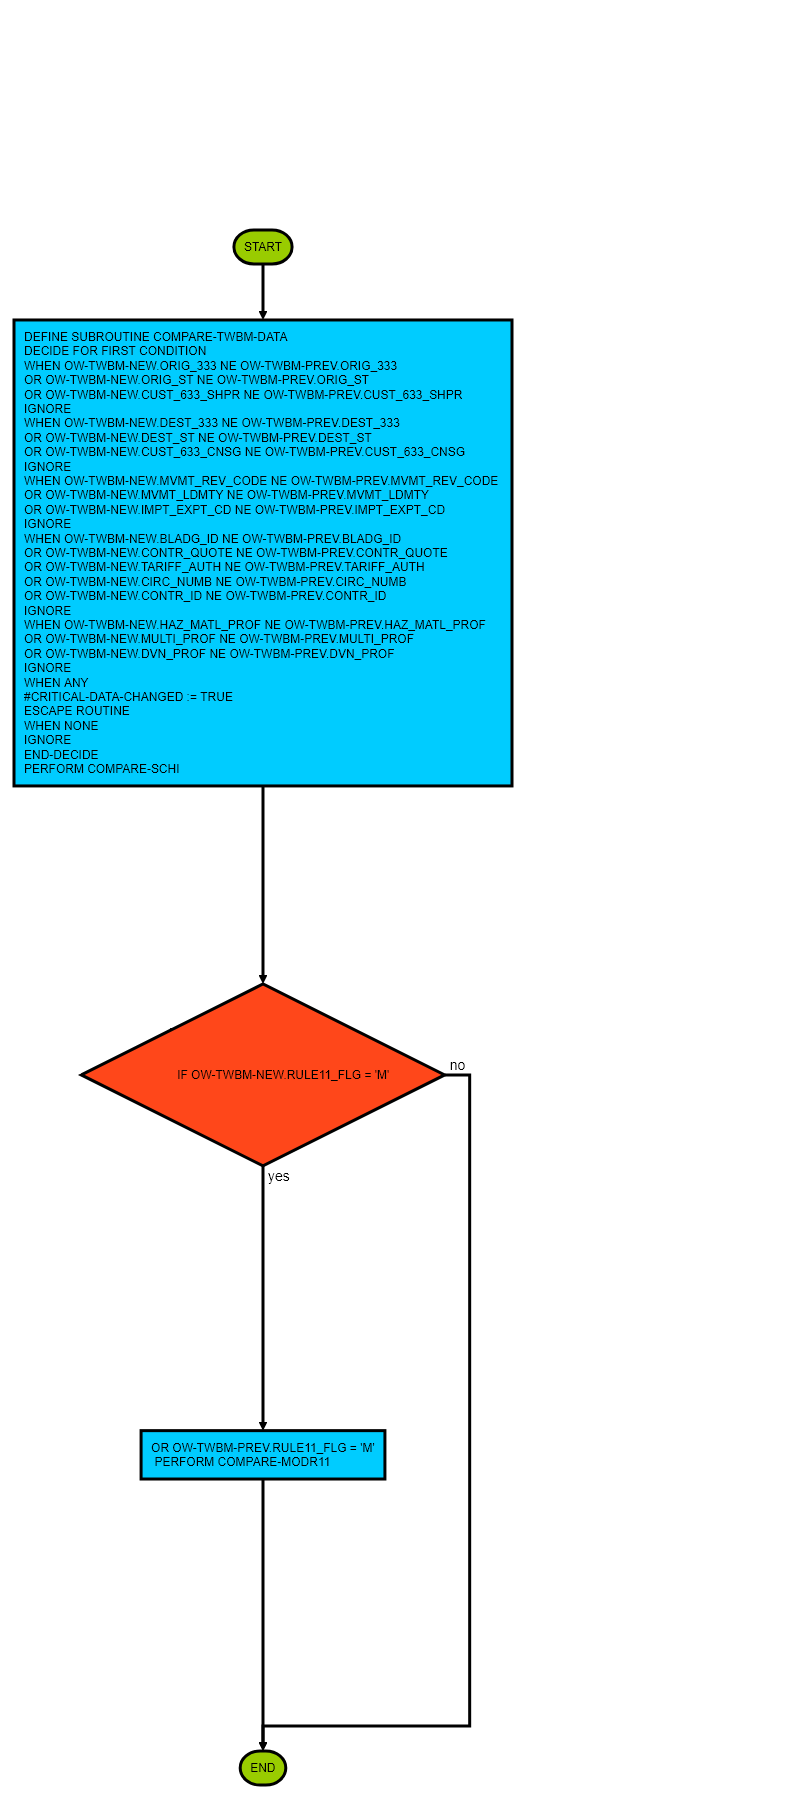 START
DEFINE SUBROUTINE COMPARE-TWBM-DATA
DECIDE FOR FIRST CONDITION
WHEN OW-TWBM-NEW.ORIG_333 NE OW-TWBM-PREV.ORIG_333
OR OW-TWBM-NEW.ORIG_ST NE OW-TWBM-PREV.ORIG_ST
OR OW-TWBM-NEW.CUST_633_SHPR NE OW-TWBM-PREV.CUST_633_SHPR
IGNORE
WHEN OW-TWBM-NEW.DEST_333 NE OW-TWBM-PREV.DEST_333
OR OW-TWBM-NEW.DEST_ST NE OW-TWBM-PREV.DEST_ST
OR OW-TWBM-NEW.CUST_633_CNSG NE OW-TWBM-PREV.CUST_633_CNSG
IGNORE
WHEN OW-TWBM-NEW.MVMT_REV_CODE NE OW-TWBM-PREV.MVMT_REV_CODE
OR OW-TWBM-NEW.MVMT_LDMTY NE OW-TWBM-PREV.MVMT_LDMTY
OR OW-TWBM-NEW.IMPT_EXPT_CD NE OW-TWBM-PREV.IMPT_EXPT_CD
IGNORE
WHEN OW-TWBM-NEW.BLADG_ID NE OW-TWBM-PREV.BLADG_ID
OR OW-TWBM-NEW.CONTR_QUOTE NE OW-TWBM-PREV.CONTR_QUOTE
OR OW-TWBM-NEW.TARIFF_AUTH NE OW-TWBM-PREV.TARIFF_AUTH
OR OW-TWBM-NEW.CIRC_NUMB NE OW-TWBM-PREV.CIRC_NUMB
OR OW-TWBM-NEW.CONTR_ID NE OW-TWBM-PREV.CONTR_ID
IGNORE
WHEN OW-TWBM-NEW.HAZ_MATL_PROF NE OW-TWBM-PREV.HAZ_MATL_PROF
OR OW-TWBM-NEW.MULTI_PROF NE OW-TWBM-PREV.MULTI_PROF
OR OW-TWBM-NEW.DVN_PROF NE OW-TWBM-PREV.DVN_PROF
IGNORE
WHEN ANY
#CRITICAL-DATA-CHANGED := TRUE
ESCAPE ROUTINE
WHEN NONE
IGNORE
END-DECIDE
PERFORM COMPARE-SCHI
no
IF OW-TWBM-NEW.RULE11_FLG = 'M'
yes
OR OW-TWBM-PREV.RULE11_FLG = 'M'
PERFORM COMPARE-MODR11
END